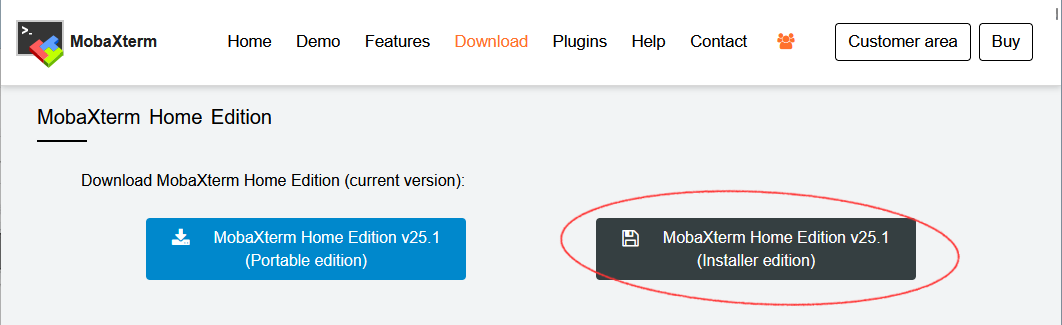 MobaXterm
Home Demo Features Download Plugins Help Contact Customer area Buy
MobaXterm Home Edition
Download MobaXterm Home Edition (current version):
MobaXterm Home Edition v25.1
(Portable edition)
MobaXterm Home Edition v25.1
(Installer edition)